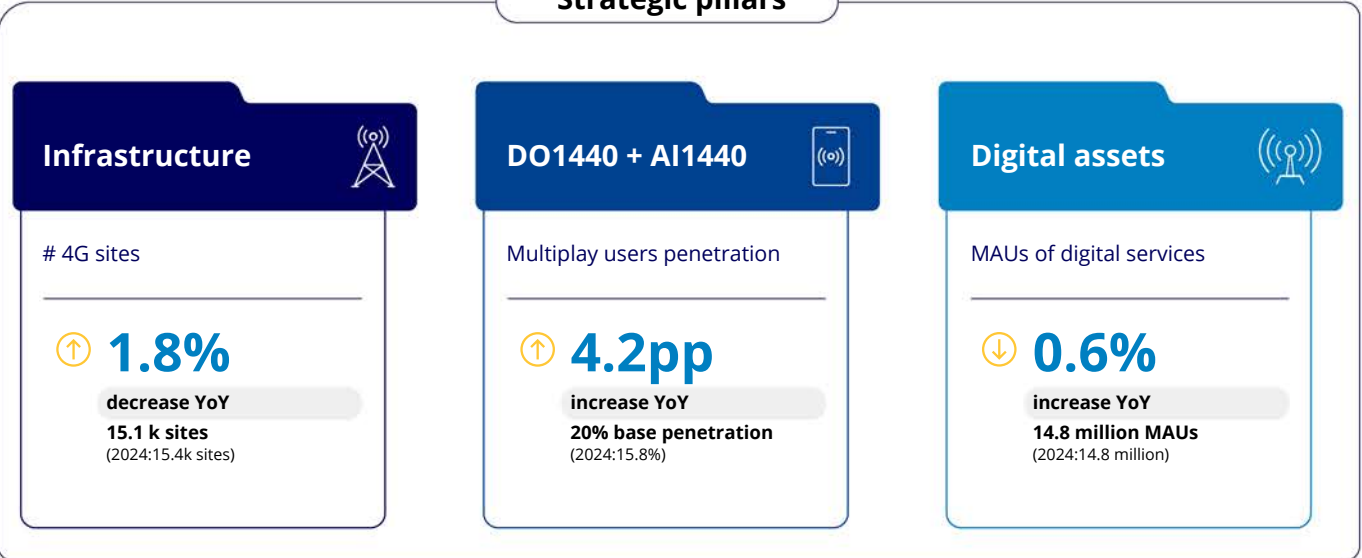 Strategic pillars
Infrastructure
# 4G sites
1.8%
decrease YoY
15.1 k sites
(2024:15.4k sites)
DO1440 + AI1440
Multiplay users penetration
4.2pp
increase YoY
20% base penetration
(2024:15.8%)
Digital assets
MAUs of digital services
0.6%
increase YoY
14.8 million MAUs
(2024:14.8 million)